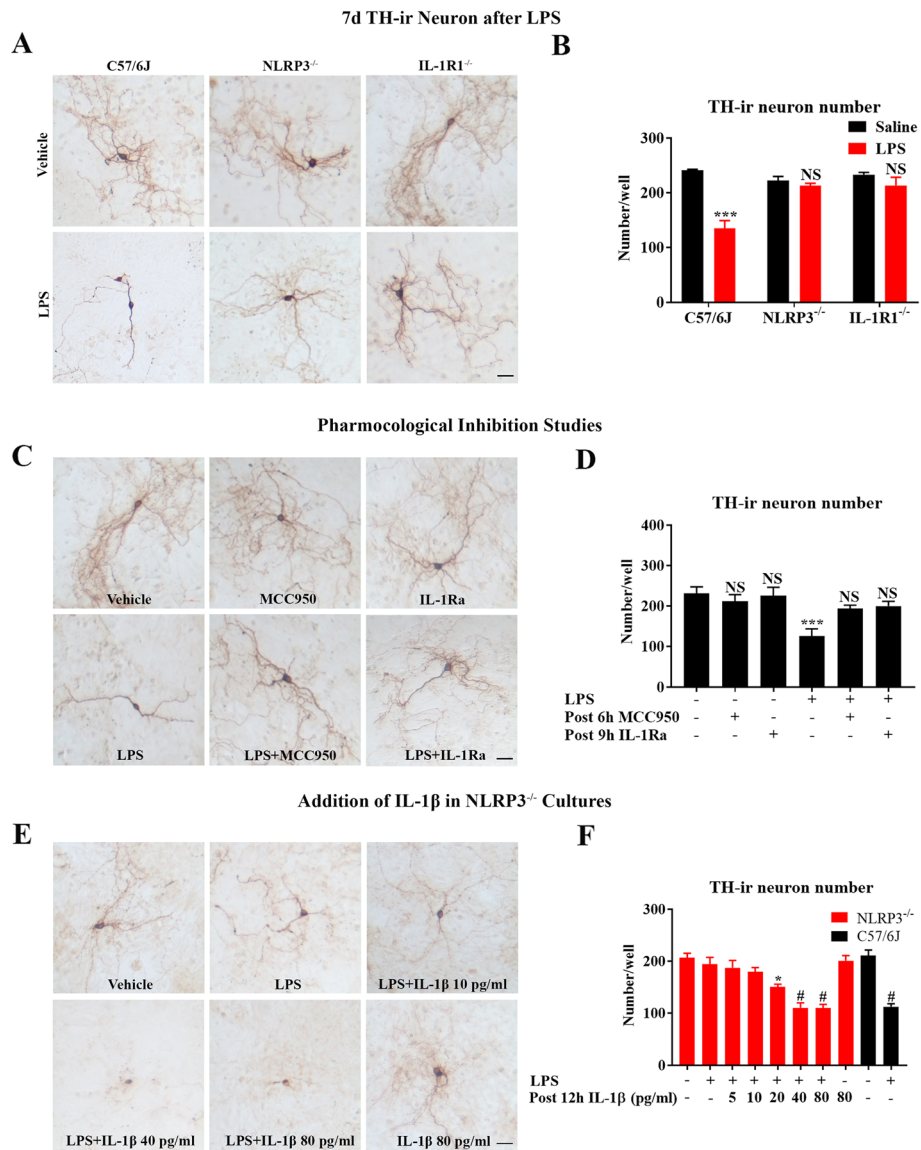 7d TH-ir Neuron after LPS
A
C57/6J NLRP3-/- IL-1R1-/-
Vehicle
LPS
B
TH-ir neuron number
Saline
LPS
Number/well
300
200
100
0
*** NS NS
C57/6J NLRP3-/- IL-1R1-/-
Pharmocological Inhibition Studies
C
Vehicle MCC950 IL-1Ra
LPS LPS+MCC950 LPS+IL-1Ra
D
TH-ir neuron number
Number/well
400
300
200
100
0
NS NS *** NS NS
LPS - - - + + +
Post 6h MCC950 - + - - + -
Post 9h IL-1Ra - - + - - +
Addition of IL-1β in NLRP3-/- Cultures
E
Vehicle LPS LPS+IL-1β 10 pg/ml
LPS+IL-1β 40 pg/ml LPS+IL-1β 80 pg/ml IL-1β 80 pg/ml
F
TH-ir neuron number
NLRP3-/-
C57/6J
Number/well
300
200
100
0
* # # #
LPS - + + + + + + - - +
Post 12h IL-1β (pg/ml) - - 5 10 20 40 80 80 - -